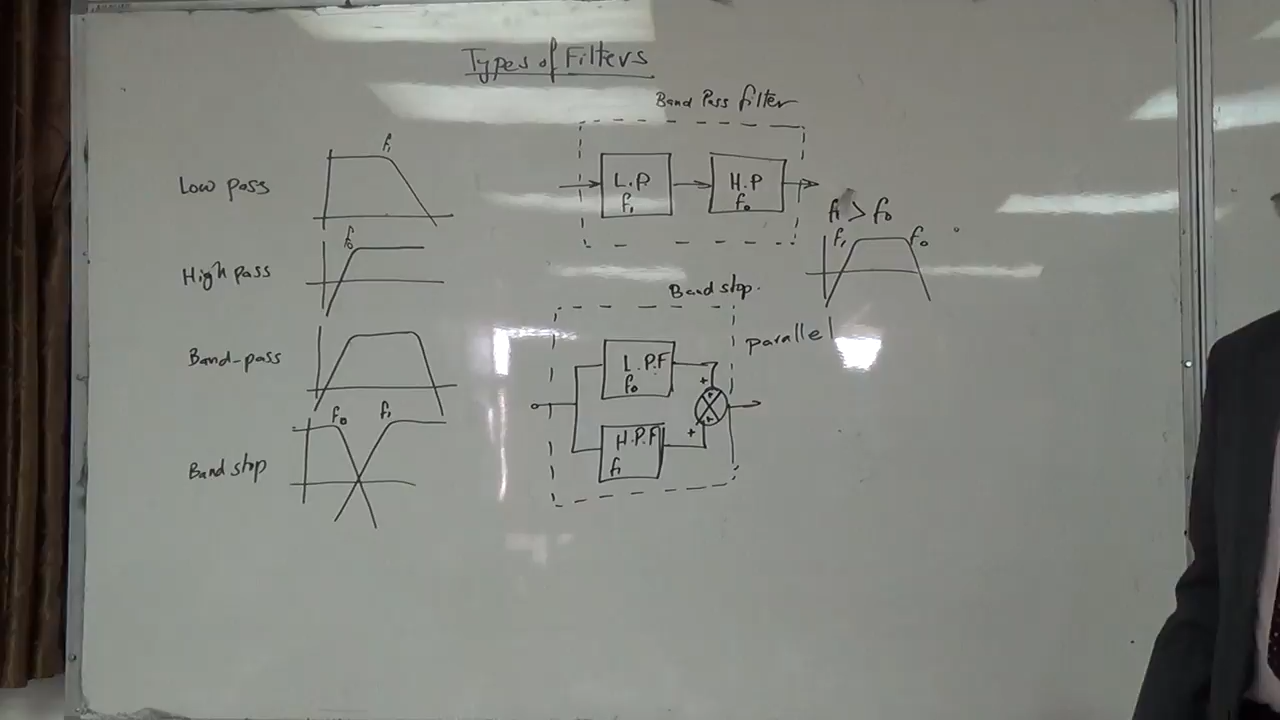 Types of Filters
Low pass
f₁
High pass
f₀
Band-pass
Band stop
f₀ f₁
Band Pass filter
L.P
f₁
H.P
f₀
f₁ > f₀
f₁ f₀
Band stop.
parallel
L.P.F
f₀
H.P.F
f₁
+
+
+
+